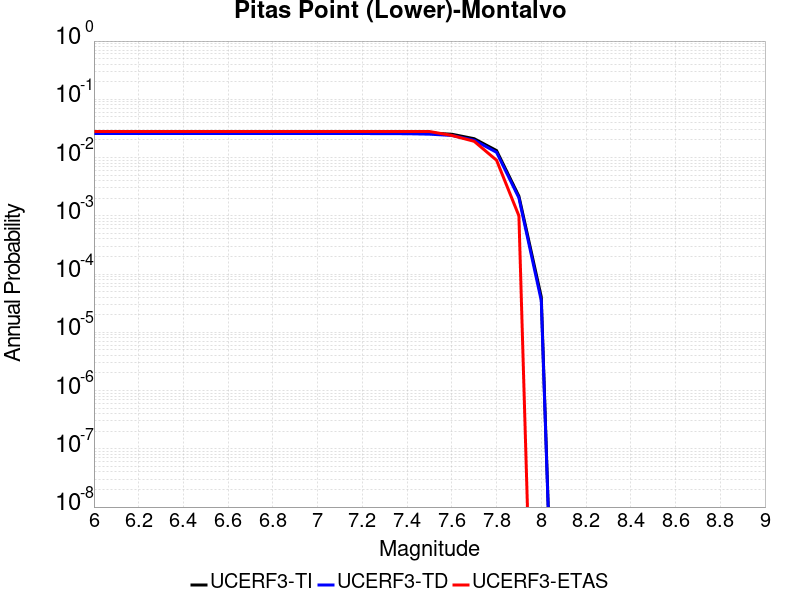 Pitas Point (Lower)-Montalvo
10^0
10^-1
10^-2
10^-3
10^-4
10^-5
10^-6
10^-7
10^-8
Annual Probability
6 6.2 6.4 6.6 6.8 7 7.2 7.4 7.6 7.8 8 8.2 8.4 8.6 8.8 9
Magnitude
UCERF3-TI UCERF3-TD UCERF3-ETAS